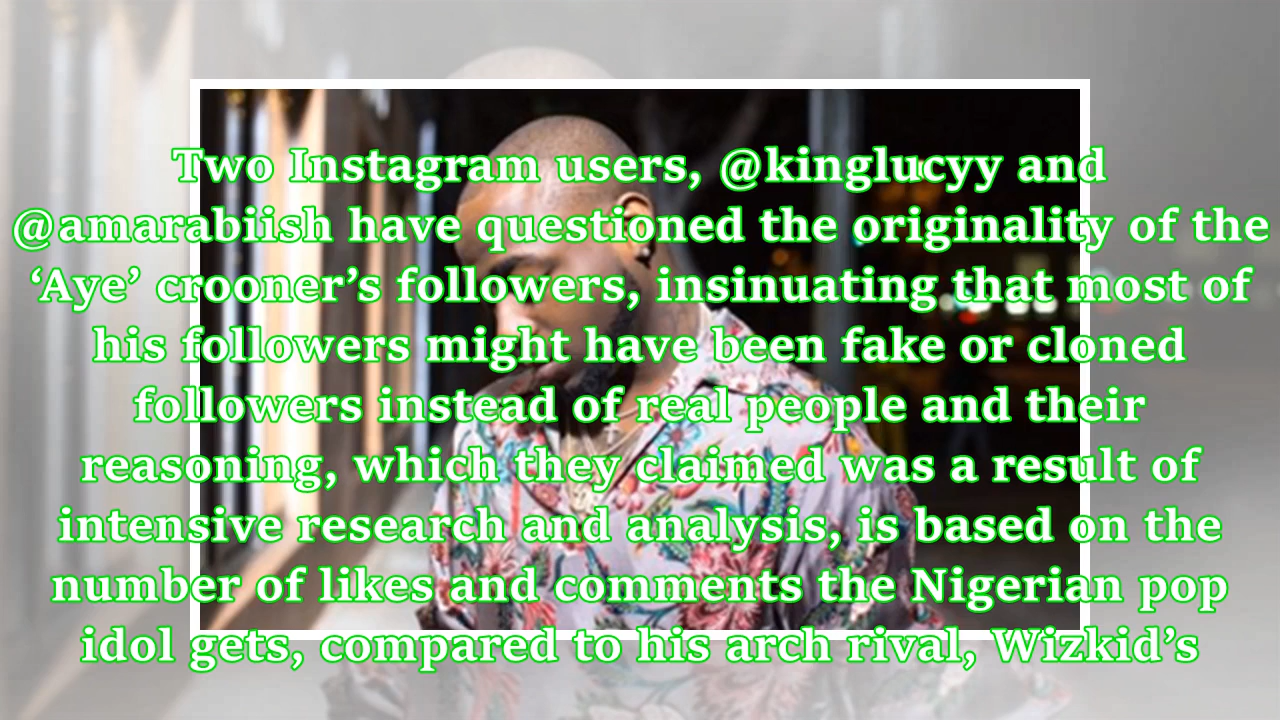 Two Instagram users, @kinglucyy and
@amarabiish have questioned the originality of the
‘Aye’ crooner’s followers, insinuating that most of
his followers might have been fake or cloned
followers instead of real people and their
reasoning, which they claimed was a result of
intensive research and analysis, is based on the
number of likes and comments the Nigerian pop
idol gets, compared to his arch rival, Wizkid’s